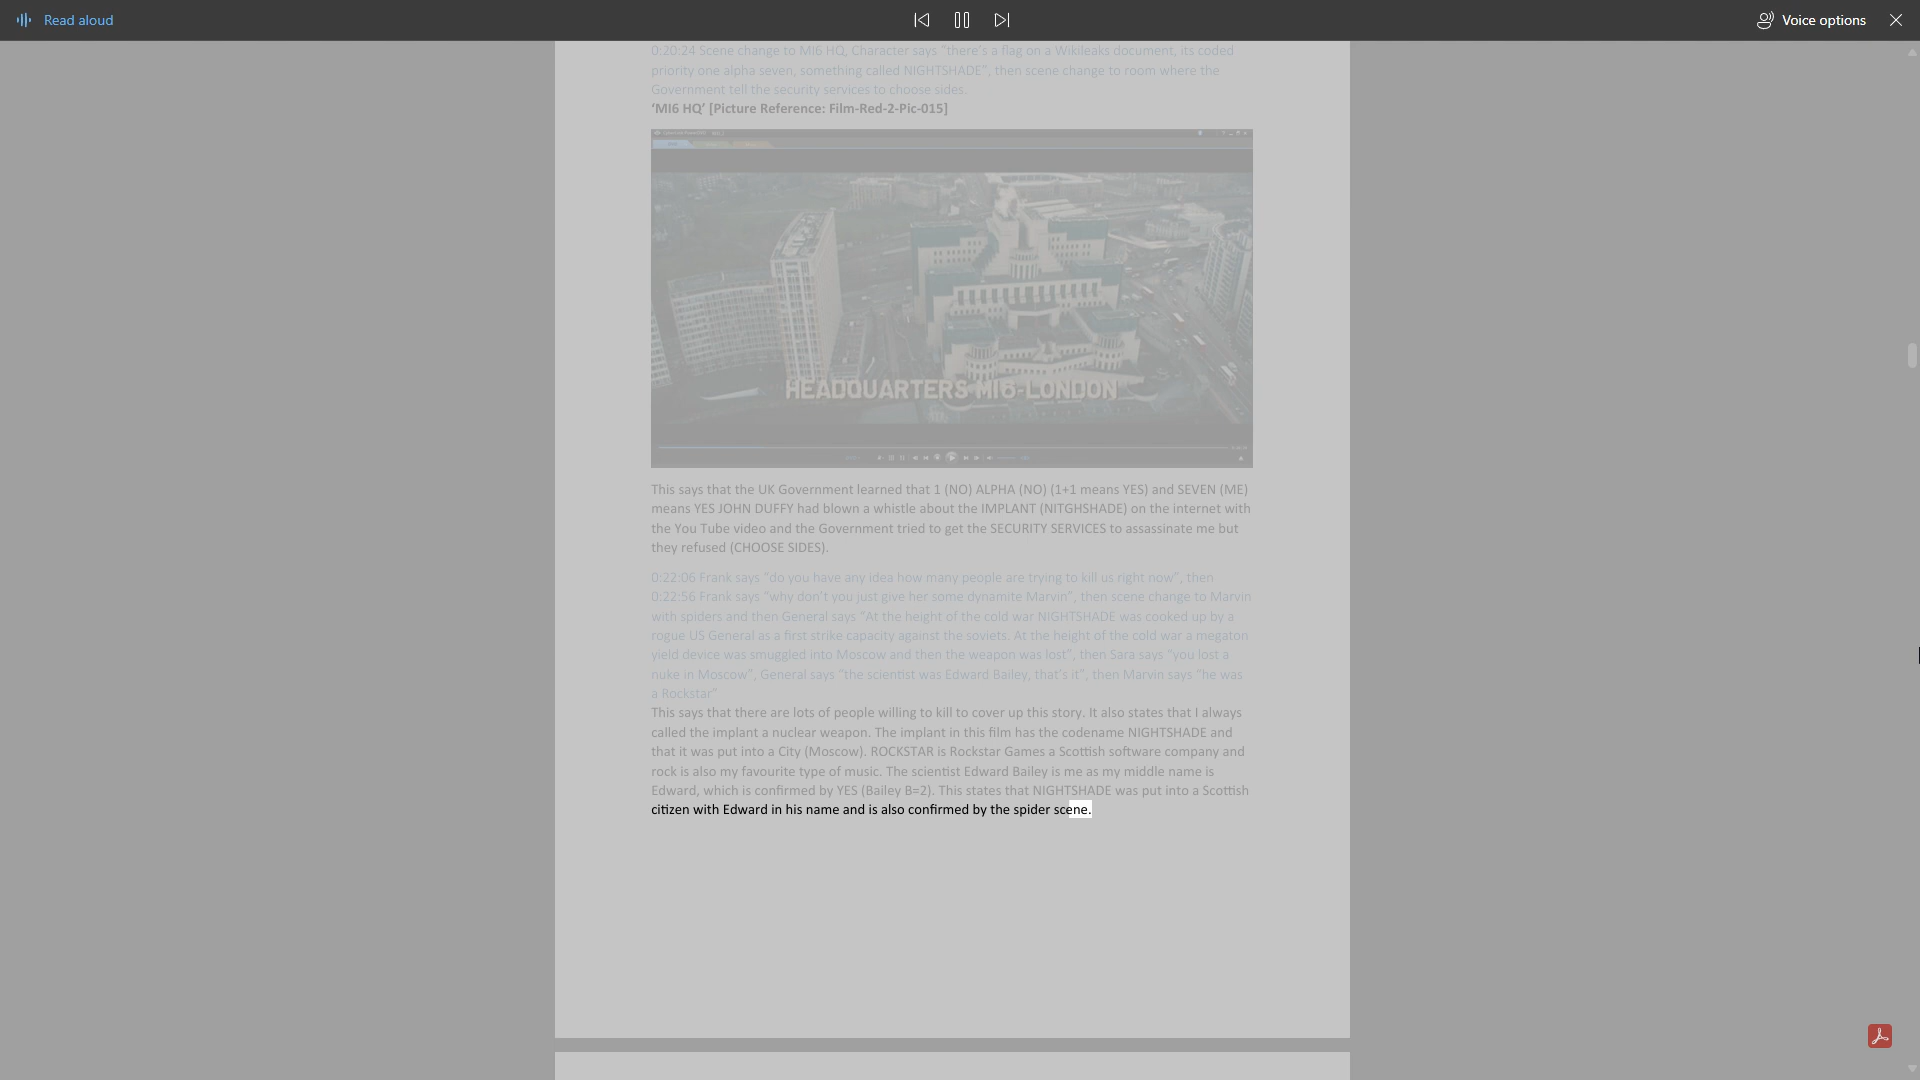 Read aloud
Voice options
0:20:24 Scene change to MI6 HQ, Character says "there's a flag on a Wikileaks document, its coded
priority one alpha seven, something called NIGHTSHADE", then scene change to room where the
Government tell the security services to choose sides.
‘MI6 HQ’ [Picture Reference: Film-Red-2-Pic-015]
HEADQUARTERS MI6-LONDON
This says that the UK Government learned that 1 (NO) ALPHA (NO) (1+1 means YES) and SEVEN (ME)
means YES JOHN DUFFY had blown a whistle about the IMPLANT (NITGHSHADE) on the internet with
the You Tube video and the Government tried to get the SECURITY SERVICES to assassinate me but
they refused (CHOOSE SIDES).
0:22:06 Frank says “do you have any idea how many people are trying to kill us right now”, then
0:22:56 Frank says “why don’t you just give her some dynamite Marvin”, then scene change to Marvin
with spiders and then General says “At the height of the cold war NIGHTSHADE was cooked up by a
rogue US General as a first strike capacity against the soviets. At the height of the cold war a megaton
yield device was smuggled into Moscow and then the weapon was lost”, then Sara says “you lost a
nuke in Moscow”, General says “the scientist was Edward Bailey, that’s it”, then Marvin says “he was
a Rockstar”
This says that there are lots of people willing to kill to cover up this story. It also states that I always
called the implant a nuclear weapon. The implant in this film has the codename NIGHTSHADE and
that it was put into a City (Moscow). ROCKSTAR is Rockstar Games a Scottish software company and
rock is also my favourite type of music. The scientist Edward Bailey is me as my middle name is
Edward, which is confirmed by YES (Bailey B=2). This states that NIGHTSHADE was put into a Scottish
citizen with Edward in his name and is also confirmed by the spider scene.